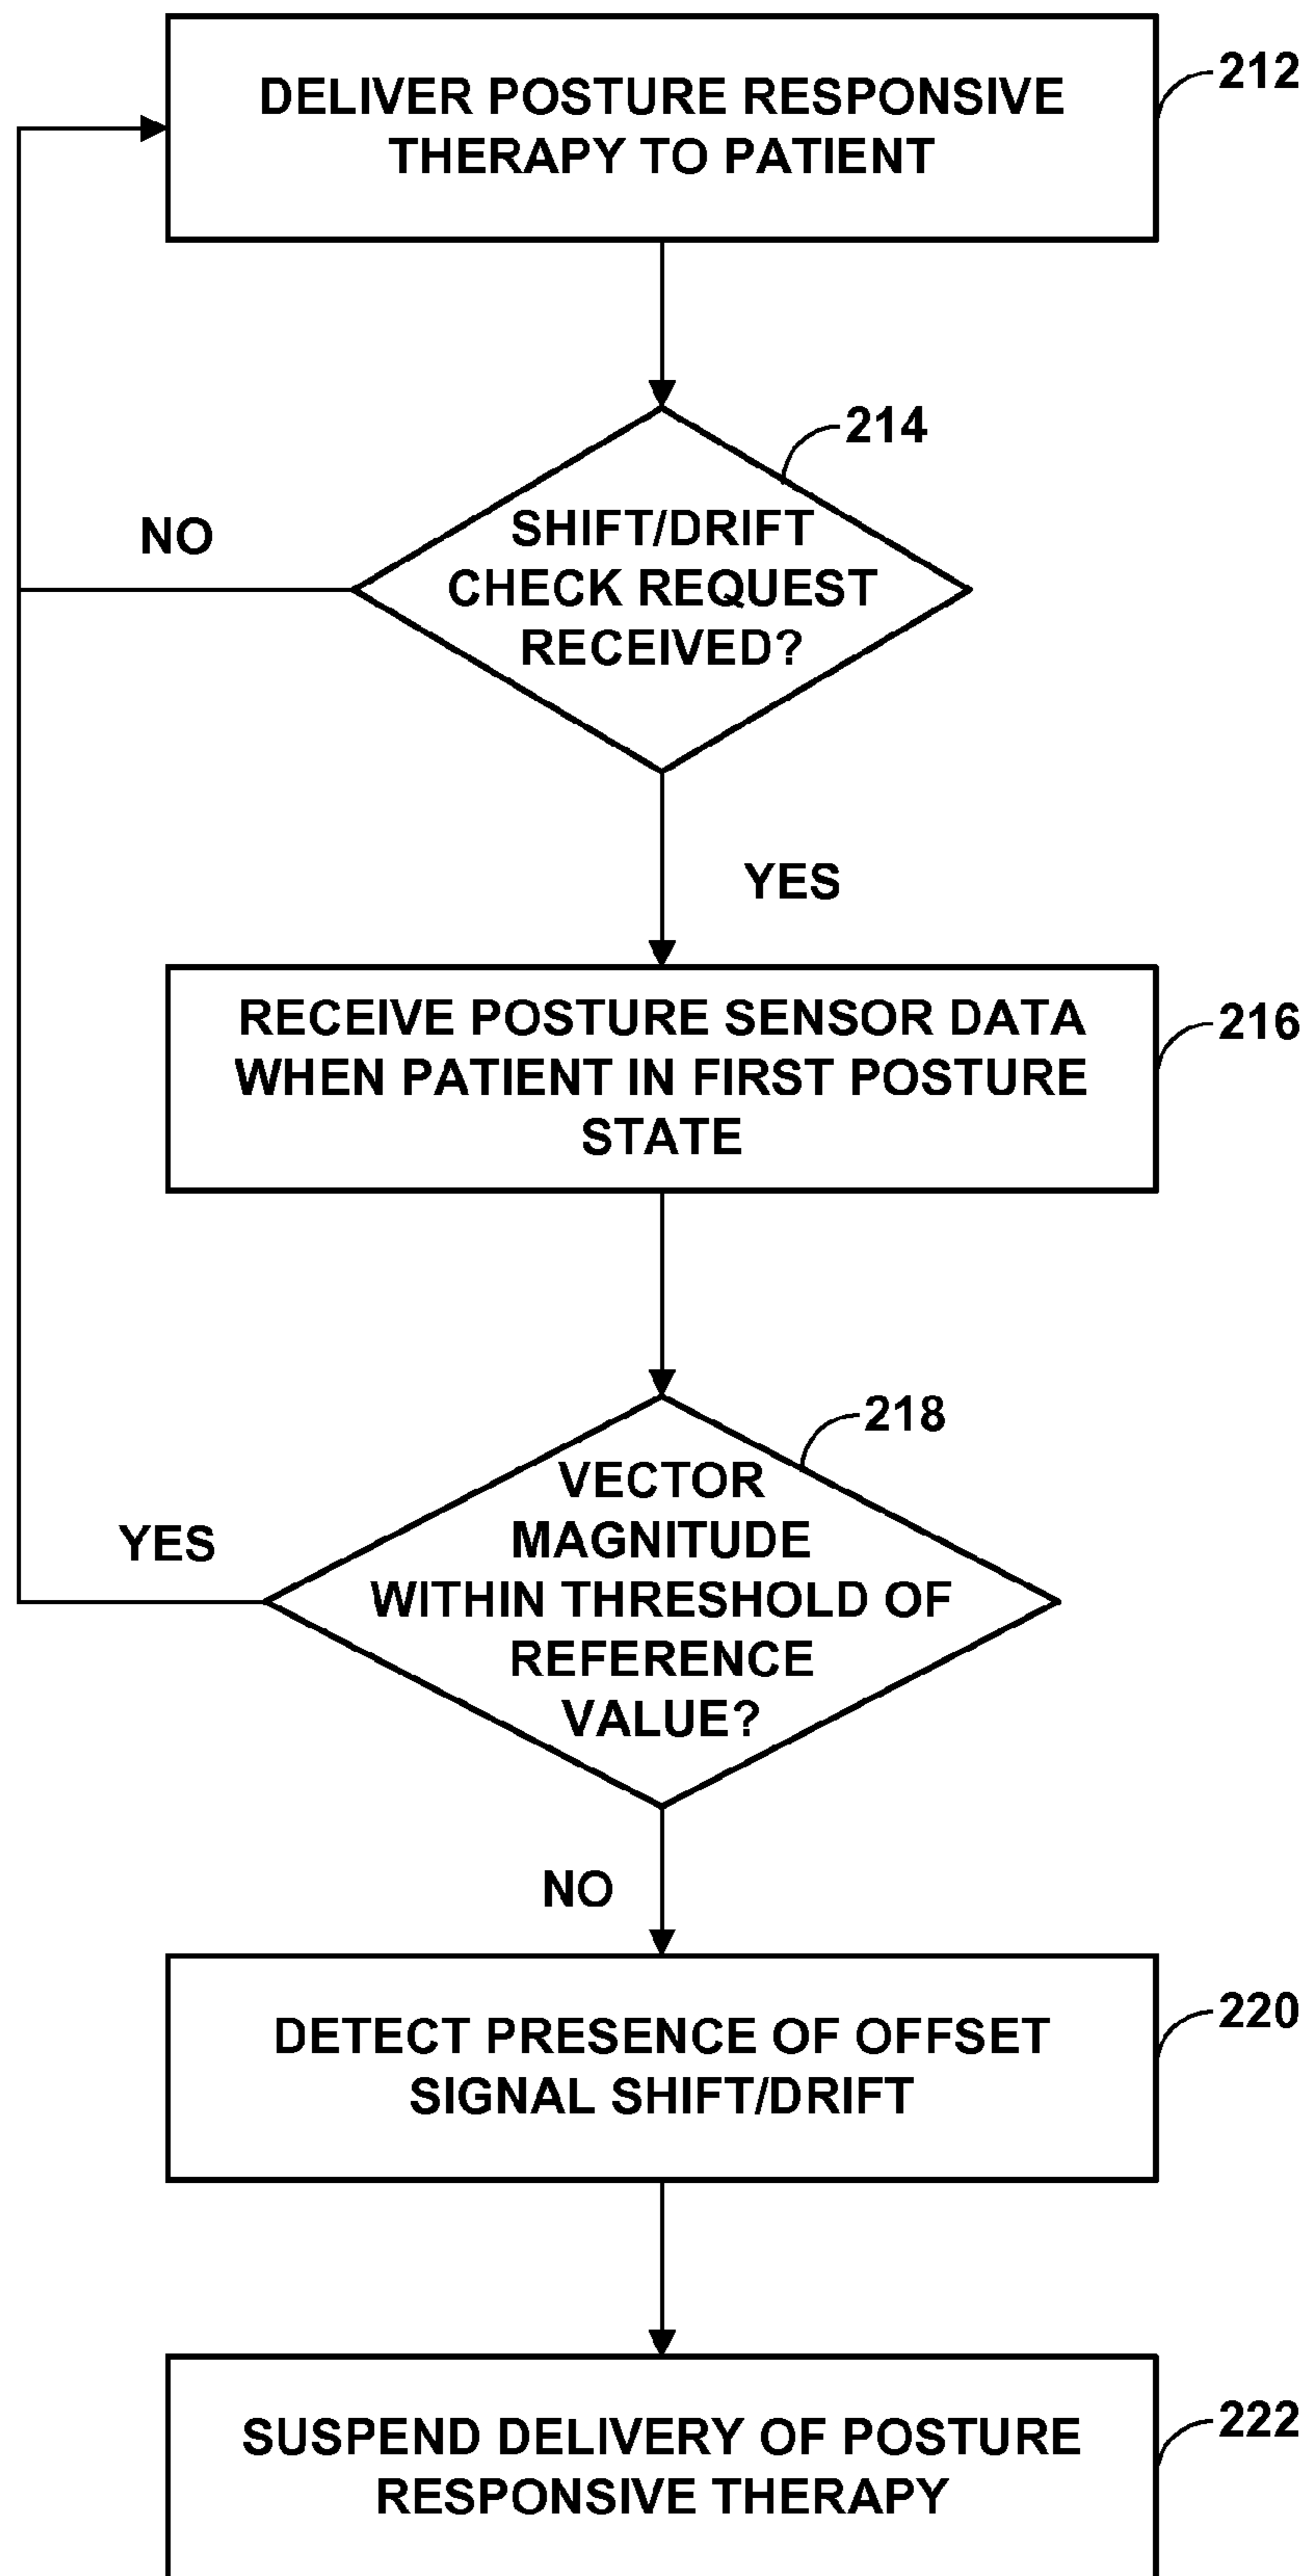 DELIVER POSTURE RESPONSIVE
THERAPY TO PATIENT
212
214
SHIFT/DRIFT
CHECK REQUEST
RECEIVED?
NO
YES
RECEIVE POSTURE SENSOR DATA
WHEN PATIENT IN FIRST POSTURE
STATE
216
218
VECTOR
MAGNITUDE
WITHIN THRESHOLD OF
REFERENCE
VALUE?
YES
NO
DETECT PRESENCE OF OFFSET
SIGNAL SHIFT/DRIFT
220
SUSPEND DELIVERY OF POSTURE
RESPONSIVE THERAPY
222